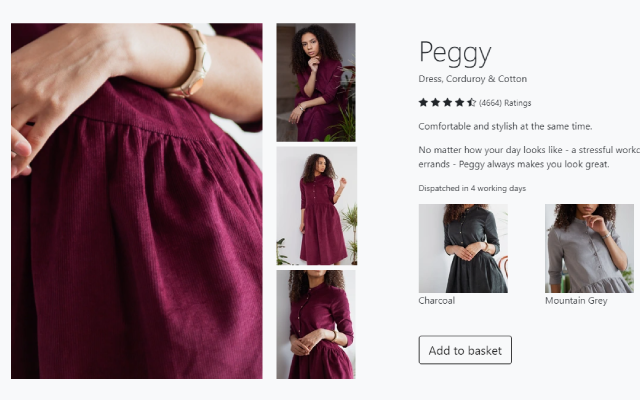 Peggy
Dress, Corduroy & Cotton
(4664) Ratings
Comfortable and stylish at the same time.
No matter how your day looks like - a stressful
errands - Peggy always makes you look great.
Dispatched in 4 working days
Charcoal
Mountain Grey
Add to basket